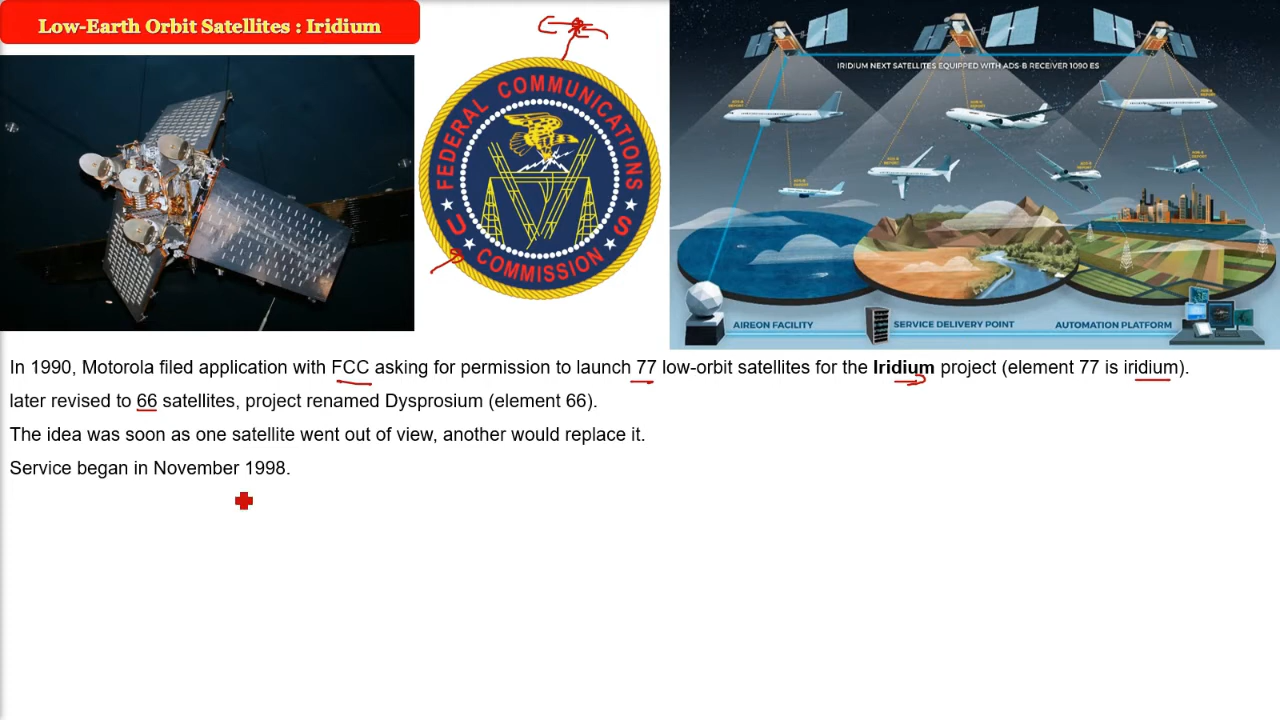 Low-Earth Orbit Satellites : Iridium
FEDERAL COMMUNICATIONS
U S
COMMISSION
IRIDIUM NEXT SATELLITES EQUIPPED WITH ADS-B RECEIVER 1090 ES
AIREON FACILITY
SERVICE DELIVERY POINT
AUTOMATION PLATFORM
In 1990, Motorola filed application with FCC asking for permission to launch 77 low-orbit satellites for the Iridium project (element 77 is iridium).
later revised to 66 satellites, project renamed Dysprosium (element 66).
The idea was soon as one satellite went out of view, another would replace it.
Service began in November 1998.